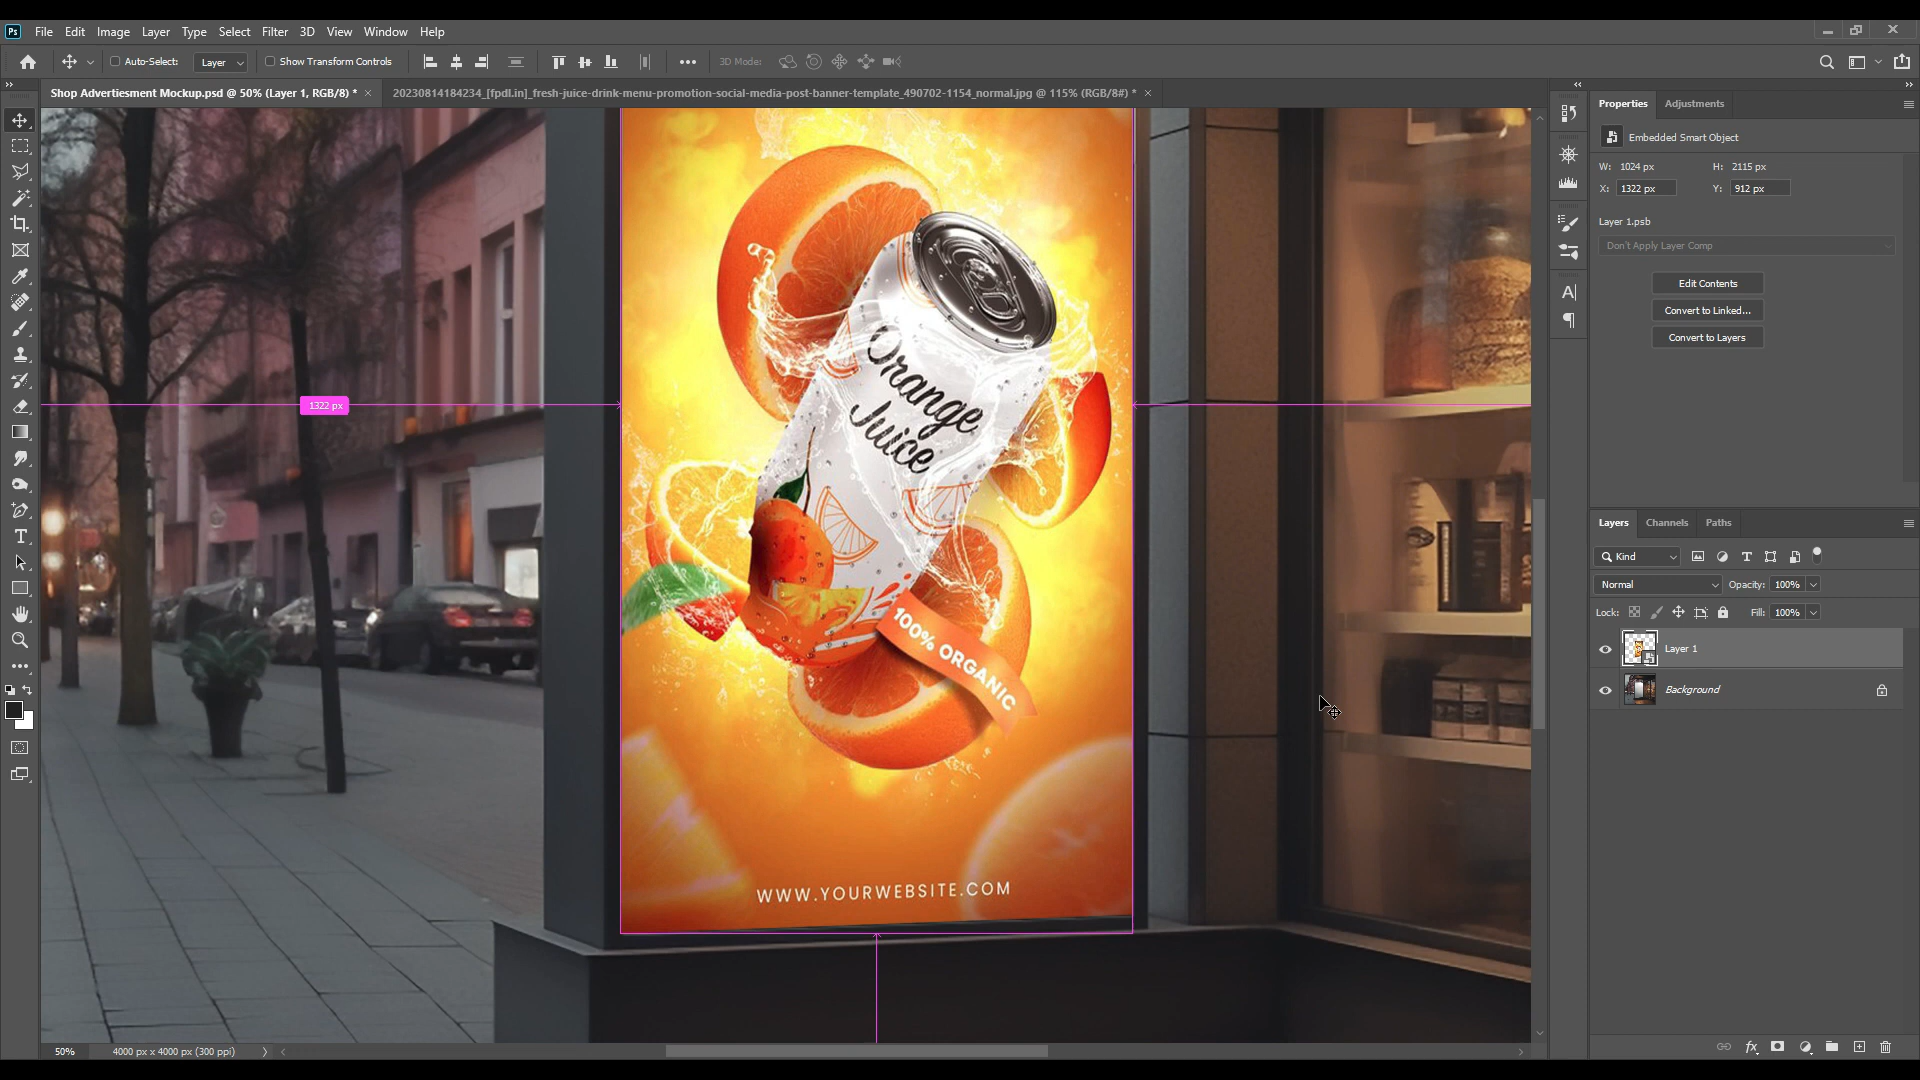 Ps File Edit Image Layer Type Select Filter 3D View Window Help
Auto-Select: Layer Show Transform Controls 3D Mode:
Shop Advertiesment Mockup.psd @ 50% (Layer 1, RGB/8) * × 20230814184234_[fpdl.in]_fresh-juice-drink-menu-promotion-social-media-post-banner-template_490702-1154_normal.jpg @ 115% (RGB/8#) * ×
Properties Adjustments
Embedded Smart Object
W: 1024 px H: 2115 px
X: 1322 px Y: 912 px
Layer 1.psb
Don't Apply Layer Comp
Edit Contents
Convert to Linked...
Convert to Layers
1322 px
Orange
Juice
100% ORGANIC
WWW.YOURWEBSITE.COM
Layers Channels Paths
Kind
Normal Opacity: 100%
Lock: Fill: 100%
Layer 1
Background
50% 4000 px x 4000 px (300 ppi)